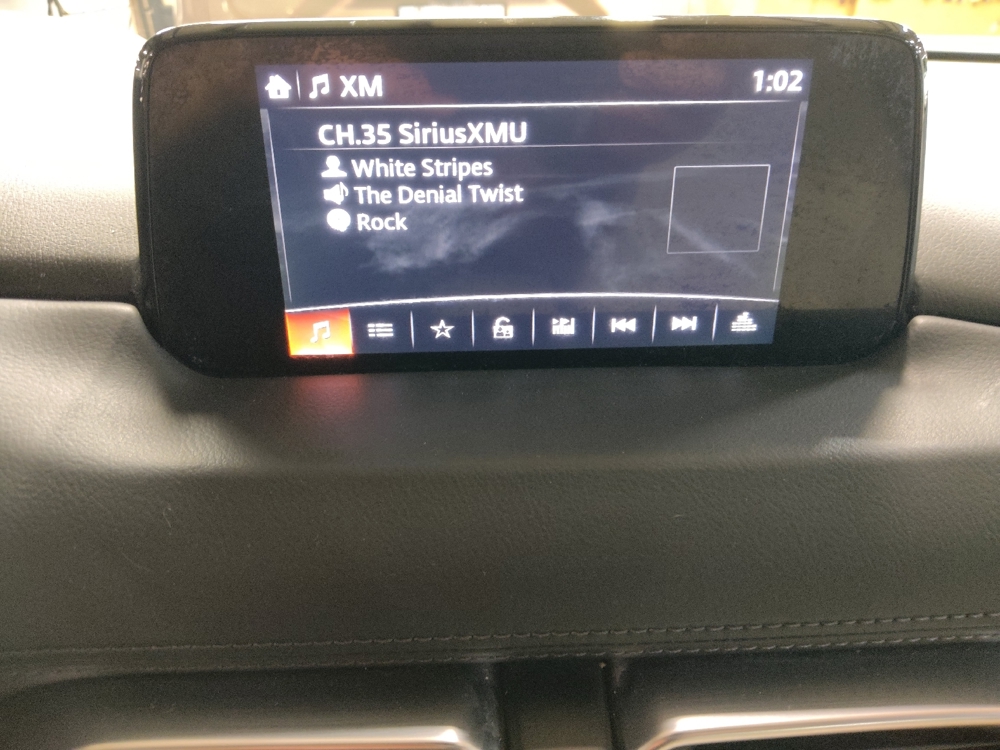 XM 1:02
CH.35 SiriusXMU
White Stripes
The Denial Twist
Rock